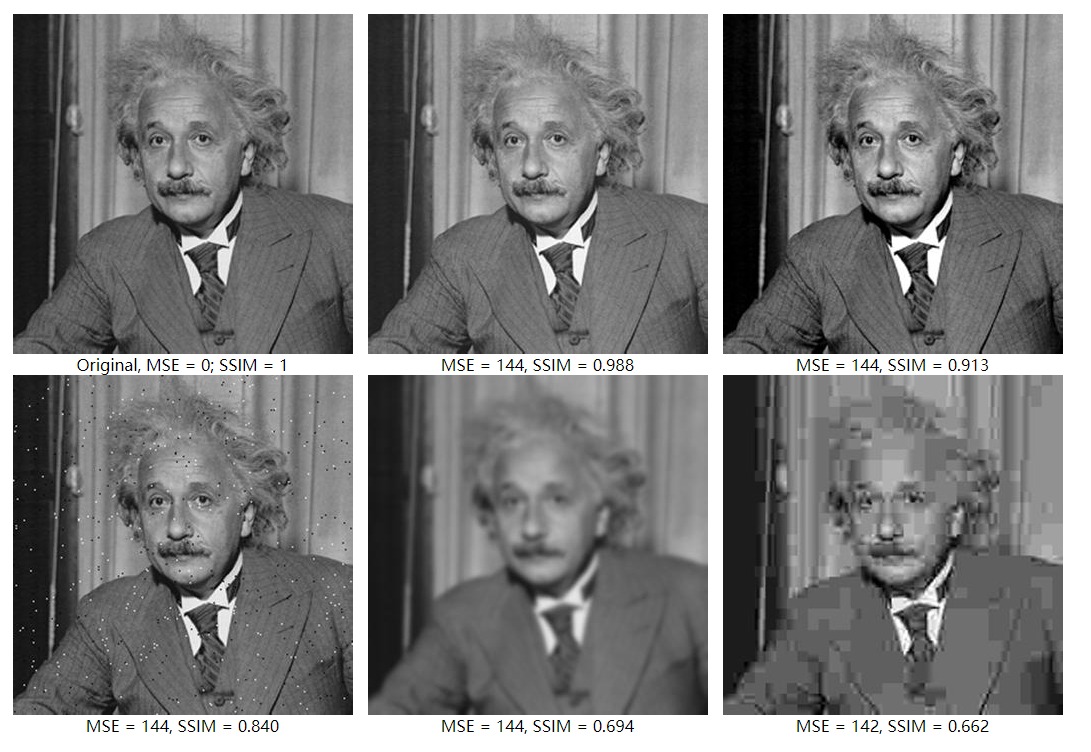 Original, MSE = 0; SSIM = 1
MSE = 144, SSIM = 0.988
MSE = 144, SSIM = 0.913
MSE = 144, SSIM = 0.840
MSE = 144, SSIM = 0.694
MSE = 142, SSIM = 0.662